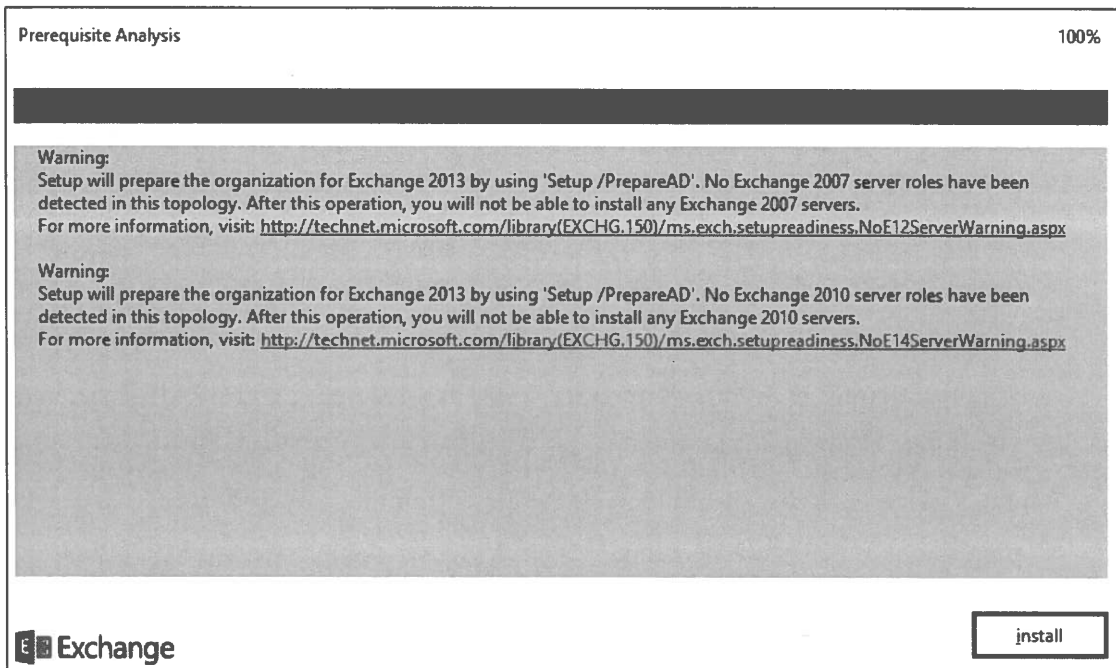 Prerequisite Analysis
100%
Warning:
Setup will prepare the organization for Exchange 2013 by using 'Setup /PrepareAD'. No Exchange 2007 server roles have been
detected in this topology. After this operation, you will not be able to install any Exchange 2007 servers.
For more information, visit: http://technet.microsoft.com/library(EXCHG.150)/ms.exch.setupreadiness.NoE12ServerWarning.aspx
Warning:
Setup will prepare the organization for Exchange 2013 by using 'Setup /PrepareAD'. No Exchange 2010 server roles have been
detected in this topology. After this operation, you will not be able to install any Exchange 2010 servers.
For more information, visit: http://technet.microsoft.com/library(EXCHG.150)/ms.exch.setupreadiness.NoE14ServerWarning.aspx
E Exchange
install